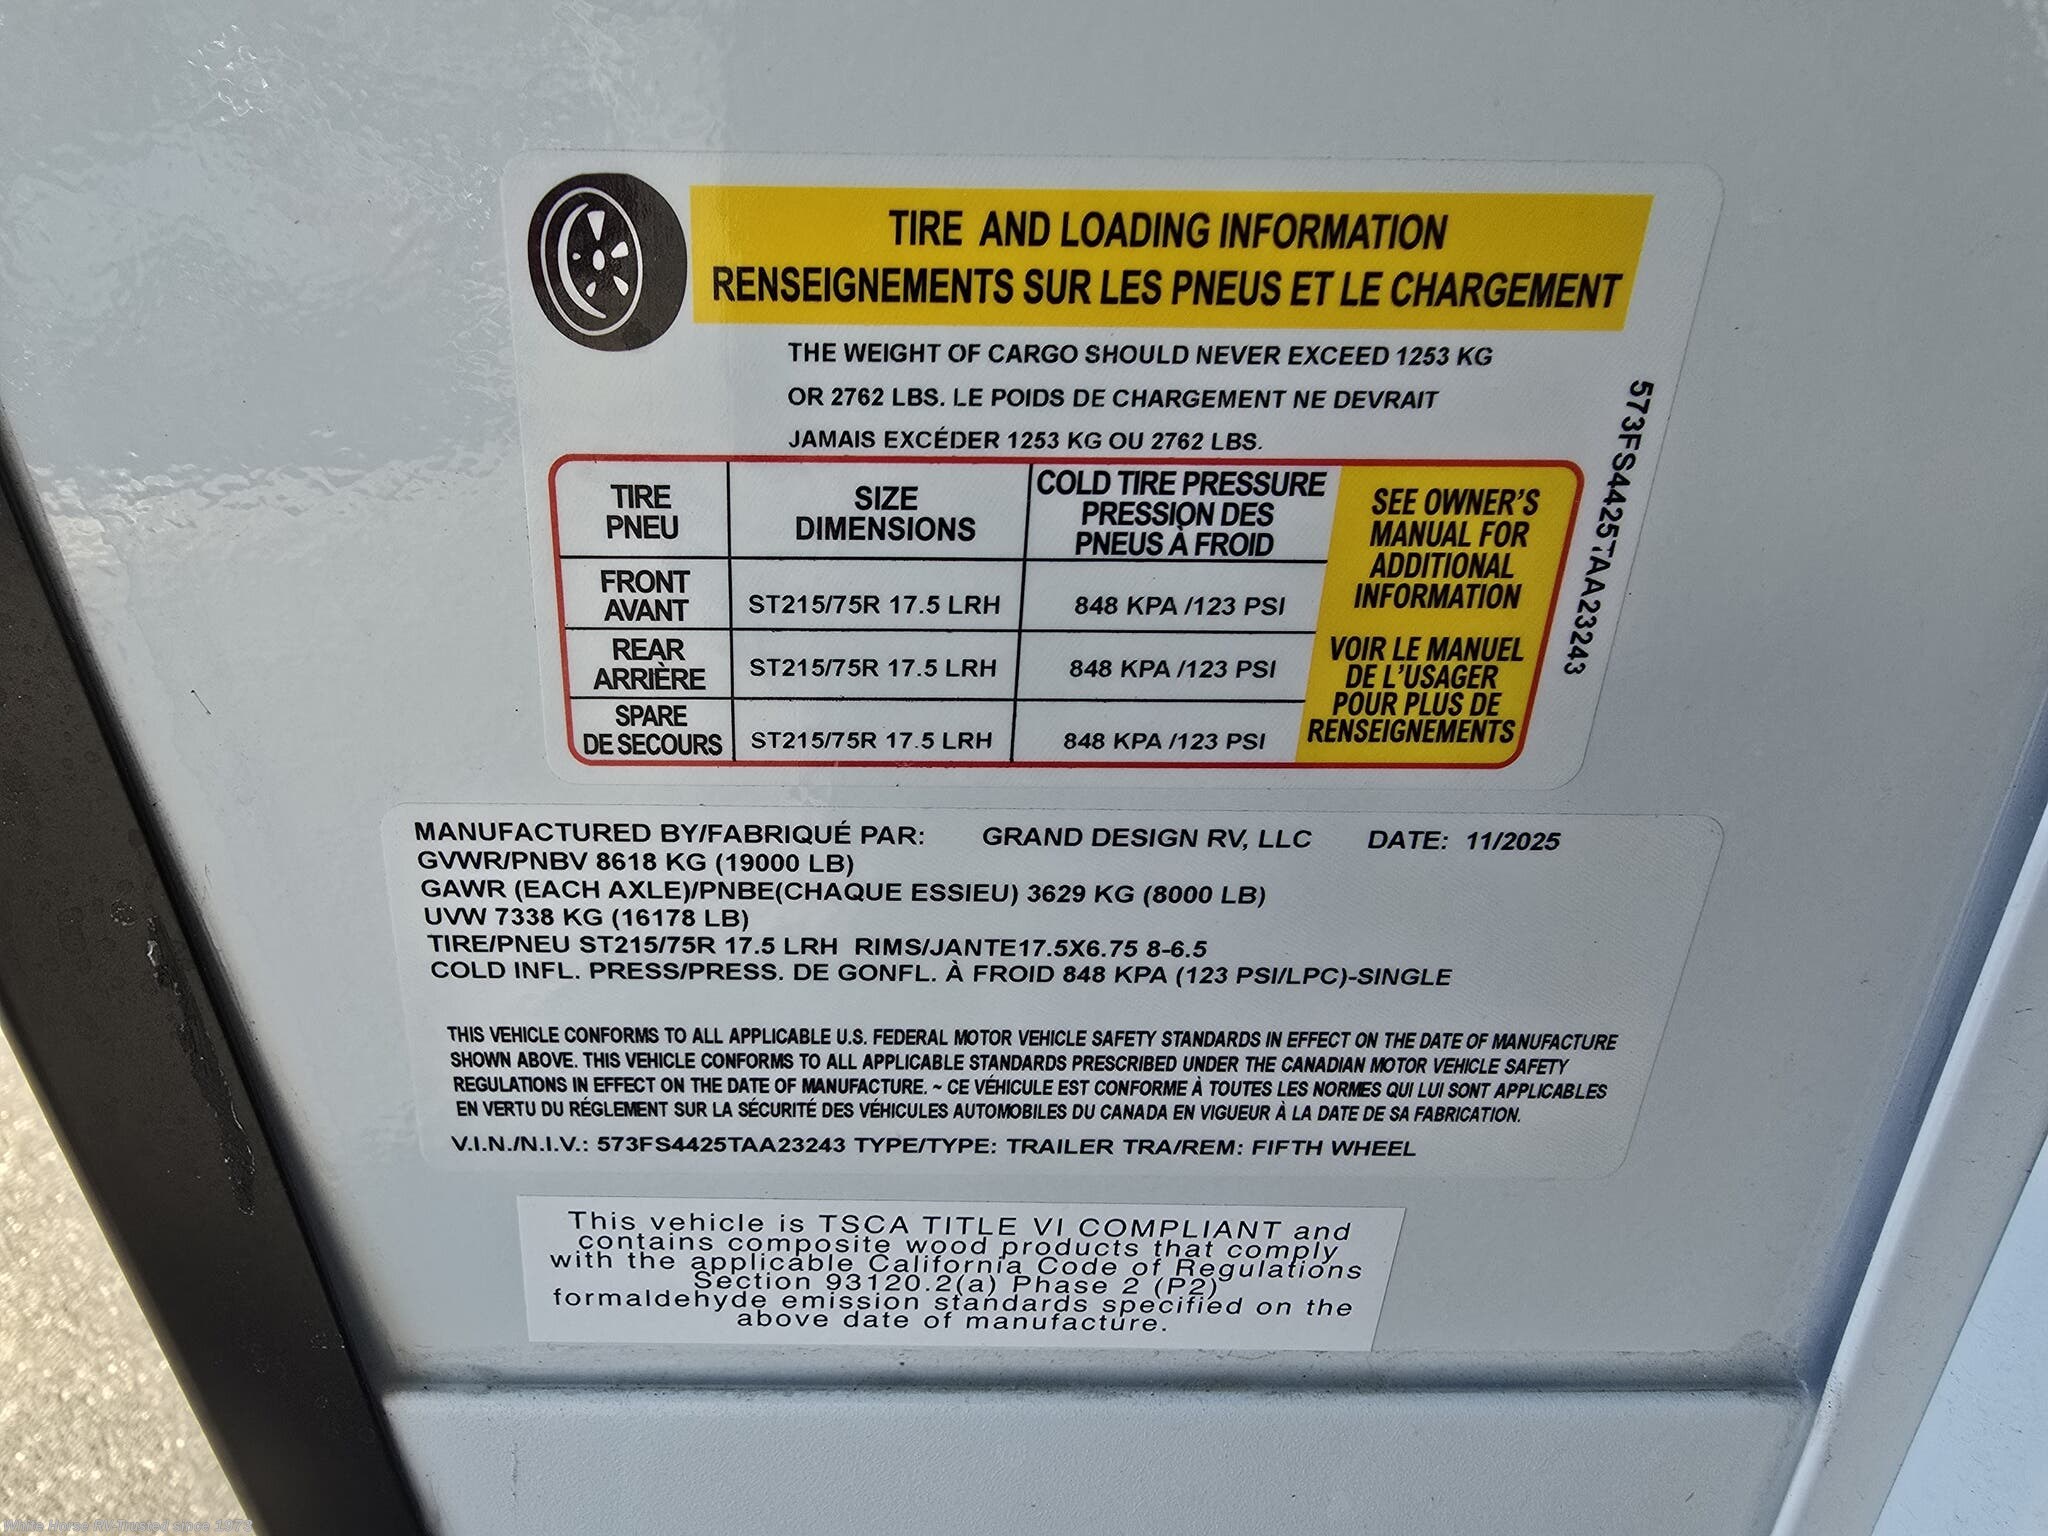 TIRE AND LOADING INFORMATION
RENSEIGNEMENTS SUR LES PNEUS ET LE CHARGEMENT
THE WEIGHT OF CARGO SHOULD NEVER EXCEED 1253 KG
OR 2762 LBS. LE POIDS DE CHARGEMENT NE DEVRAIT
JAMAIS EXCÉDER 1253 KG OU 2762 LBS.
TIRE
PNEU
SIZE
DIMENSIONS
COLD TIRE PRESSURE
PRESSION DES
PNEUS À FROID
FRONT
AVANT
ST215/75R 17.5 LRH
848 KPA /123 PSI
REAR
ARRIÈRE
ST215/75R 17.5 LRH
848 KPA /123 PSI
SPARE
DE SECOURS
ST215/75R 17.5 LRH
848 KPA /123 PSI
SEE OWNER'S
MANUAL FOR
ADDITIONAL
INFORMATION
VOIR LE MANUEL
DE L'USAGER
POUR PLUS DE
RENSEIGNEMENTS
573FS4425TAA23243
MANUFACTURED BY/FABRIQUÉ PAR: GRAND DESIGN RV, LLC DATE: 11/2025
GVWR/PNBV 8618 KG (19000 LB)
GAWR (EACH AXLE)/PNBE(CHAQUE ESSIEU) 3629 KG (8000 LB)
UVW 7338 KG (16178 LB)
TIRE/PNEU ST215/75R 17.5 LRH RIMS/JANTE17.5X6.75 8-6.5
COLD INFL. PRESS/PRESS. DE GONFL. À FROID 848 KPA (123 PSI/LPC)-SINGLE
THIS VEHICLE CONFORMS TO ALL APPLICABLE U.S. FEDERAL MOTOR VEHICLE SAFETY STANDARDS IN EFFECT ON THE DATE OF MANUFACTURE
SHOWN ABOVE. THIS VEHICLE CONFORMS TO ALL APPLICABLE STANDARDS PRESCRIBED UNDER THE CANADIAN MOTOR VEHICLE SAFETY
REGULATIONS IN EFFECT ON THE DATE OF MANUFACTURE. ~ CE VÉHICULE EST CONFORME À TOUTES LES NORMES QUI LUI SONT APPLICABLES
EN VERTU DU RÉGLEMENT SUR LA SÉCURITÉ DES VÉHICULES AUTOMOBILES DU CANADA EN VIGUEUR À LA DATE DE SA FABRICATION.
V.I.N./N.I.V.: 573FS4425TAA23243 TYPE/TYPE: TRAILER TRA/REM: FIFTH WHEEL
This vehicle is TSCA TITLE VI COMPLIANT and
contains composite wood products that comply
with the applicable California Code of Regulations
Section 93120.2(a) Phase 2 (P2)
formaldehyde emission standards specified on the
above date of manufacture.
White Horse RV Trusted since 1973